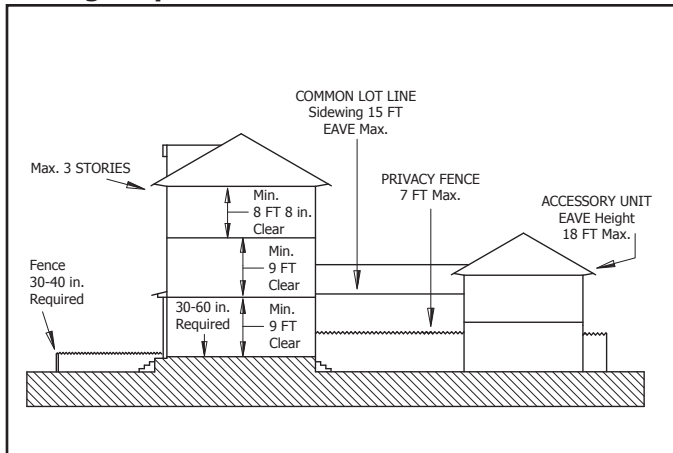 COMMON LOT LINE
Sidewing 15 FT
EAVE Max.
Max. 3 STORIES
PRIVACY FENCE
7 FT Max.
ACCESSORY UNIT
EAVE Height
18 FT Max.
Min.
8 FT 8 in.
Clear
Min.
9 FT
Clear
Fence
30-40 in.
Required
30-60 in.
Required
Min.
9 FT
Clear